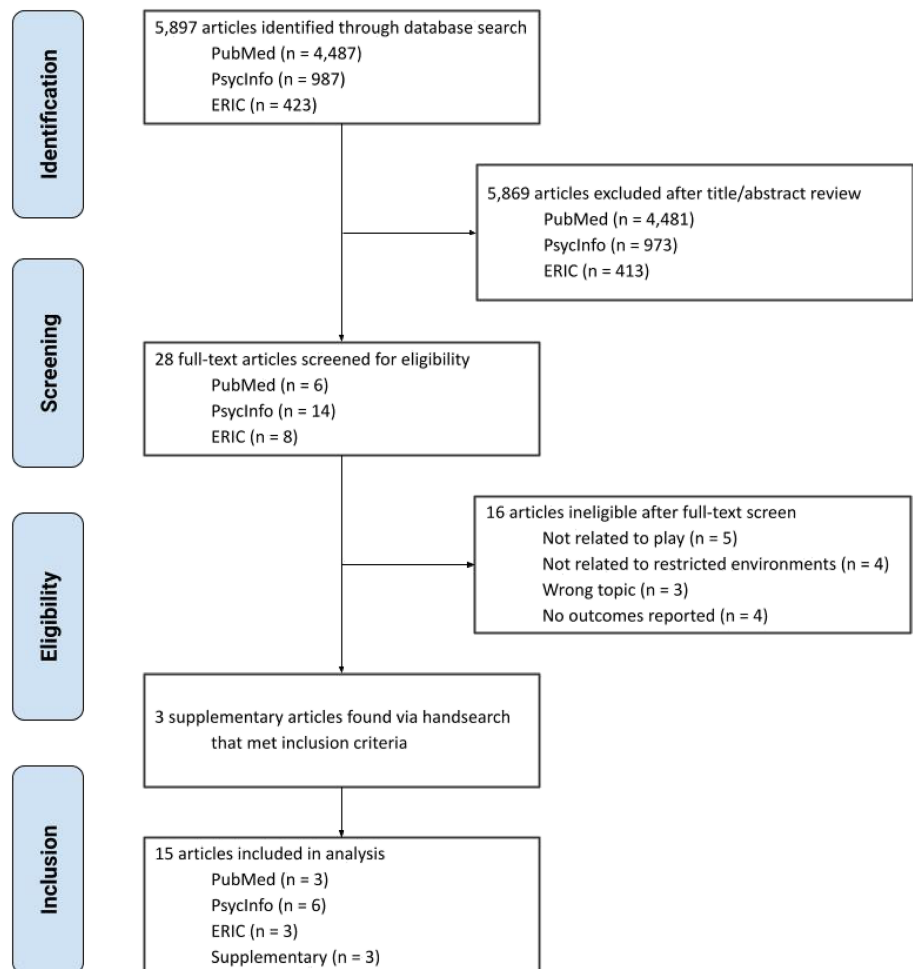 Identification
5,897 articles identified through database search
PubMed (n = 4,487)
PsycInfo (n = 987)
ERIC (n = 423)
5,869 articles excluded after title/abstract review
PubMed (n = 4,481)
PsycInfo (n = 973)
ERIC (n = 413)
Screening
28 full-text articles screened for eligibility
PubMed (n = 6)
PsycInfo (n = 14)
ERIC (n = 8)
Eligibility
16 articles ineligible after full-text screen
Not related to play (n = 5)
Not related to restricted environments (n = 4)
Wrong topic (n = 3)
No outcomes reported (n = 4)
3 supplementary articles found via handsearch
that met inclusion criteria
Inclusion
15 articles included in analysis
PubMed (n = 3)
PsycInfo (n = 6)
ERIC (n = 3)
Supplementary (n = 3)